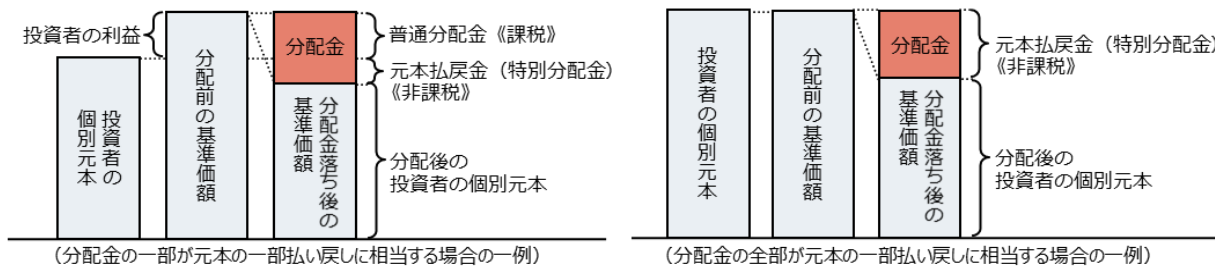 投資者の利益
投資者の
個別元本
分配前の基準価額
分配金
分配金落ち後の
基準価額
普通分配金《課税》
元本払戻金（特別分配金）
《非課税》
分配後の
投資者の個別元本
（分配金の一部が元本の一部払い戻しに相当する場合の一例）
投資者の個別元本
分配前の基準価額
分配金
分配金落ち後の
基準価額
元本払戻金（特別分配金）
《非課税》
分配後の
投資者の個別元本
（分配金の全部が元本の一部払い戻しに相当する場合の一例）